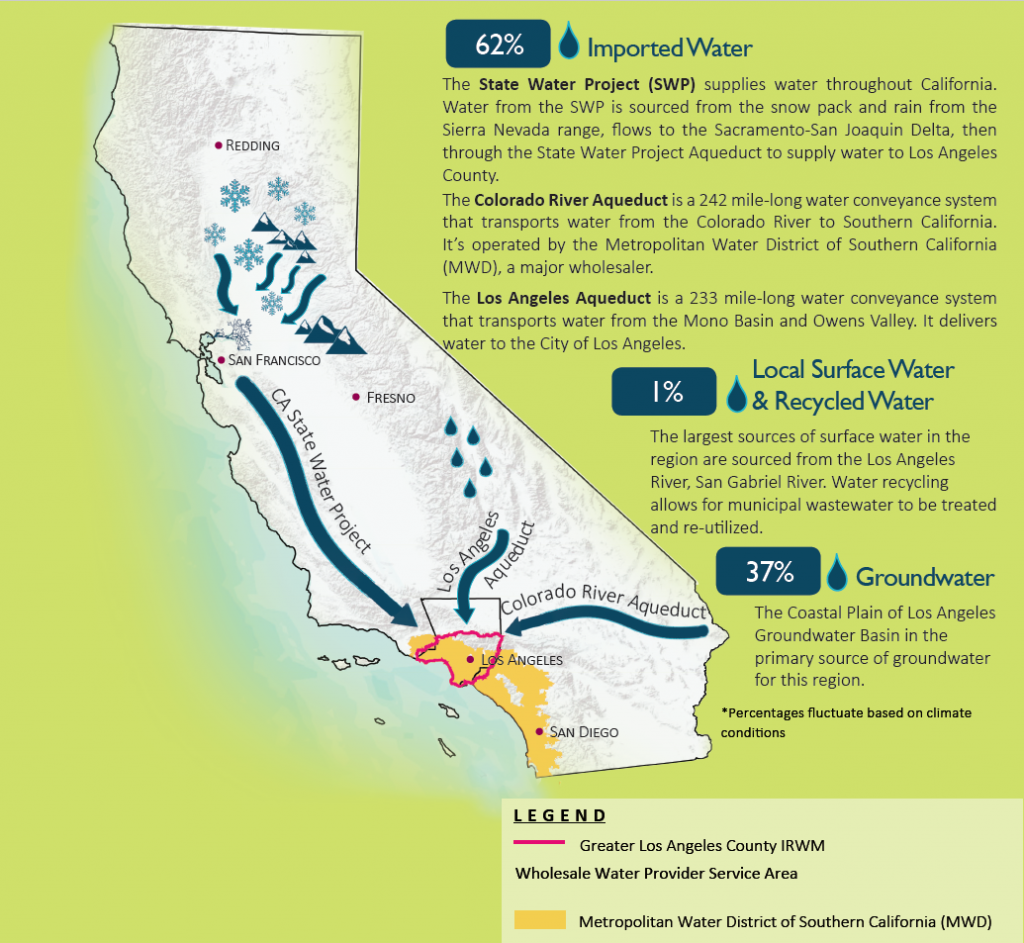 62%
Imported Water
The State Water Project (SWP) supplies water throughout California.
Water from the SWP is sourced from the snow pack and rain from the
Sierra Nevada range, flows to the Sacramento-San Joaquin Delta, then
through the State Water Project Aqueduct to supply water to Los Angeles
County.
The Colorado River Aqueduct is a 242 mile-long water conveyance system
that transports water from the Colorado River to Southern California.
It's operated by the Metropolitan Water District of Southern California
(MWD), a major wholesaler.
The Los Angeles Aqueduct is a 233 mile-long water conveyance system
that transports water from the Mono Basin and Owens Valley. It delivers
water to the City of Los Angeles.
1%
Local Surface Water
& Recycled Water
The largest sources of surface water in the
region are sourced from the Los Angeles
River, San Gabriel River. Water recycling
allows for municipal wastewater to be treated
and re-utilized.
37%
Groundwater
The Coastal Plain of Los Angeles
Groundwater Basin in the
primary source of groundwater
for this region.
*Percentages fluctuate based on climate
conditions
REDDING
SAN FRANCISCO
FRESNO
CA State Water Project
Los Angeles
Aqueduct
Colorado River Aqueduct
LOS ANGELES
SAN DIEGO
LEGEND
Greater Los Angeles County IRWM
Wholesale Water Provider Service Area
Metropolitan Water District of Southern California (MWD)